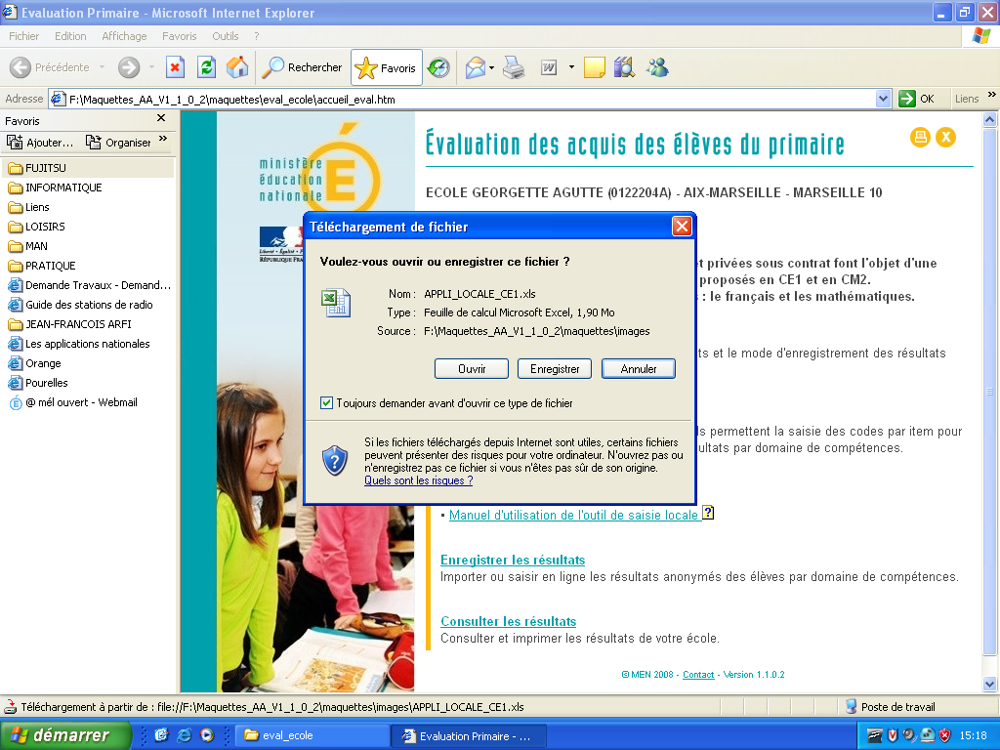 Evaluation Primaire - Microsoft Internet Explorer
Fichier Edition Affichage Favoris Outils ?
Précédente Rechercher Favoris
Adresse F:\Maquettes_AA_V1_1_0_2\maquettes\eval_ecole\accueil_eval.htm OK Liens »
Favoris
Ajouter... Organiser »
FUJITSU
INFORMATIQUE
Liens
LOISIRS
MAN
PRATIQUE
Demande Travaux - Demand...
Guide des stations de radio
JEAN-FRANCOIS ARFI
Les applications nationales
Orange
Pourelles
@ mél ouvert - Webmail
ministère
éducation
nationale
É
Liberté • Égalité • Fra
RÉPUBLIQUE FRAN
Évaluation des acquis des élèves du primaire
ECOLE GEORGETTE AGUTTE (0122204A) - AIX-MARSEILLE - MARSEILLE 10
et privées sous contrat font l'objet d'une
proposés en CE1 et en CM2.
s : le français et les mathématiques.
ts et le mode d'enregistrement des résultats
ls permettent la saisie des codes par item pour
ultats par domaine de compétences.
• Manuel d'utilisation de l'outil de saisie locale ?
Enregistrer les résultats
Importer ou saisir en ligne les résultats anonymés des élèves par domaine de compétences.
Consulter les résultats
Consulter et imprimer les résultats de votre école.
© MEN 2008 - Contact - Version 1.1.0.2
Téléchargement de fichier
Voulez-vous ouvrir ou enregistrer ce fichier ?
Nom : APPLI_LOCALE_CE1.xls
Type : Feuille de calcul Microsoft Excel, 1,90 Mo
Source : F:\Maquettes_AA_V1_1_0_2\maquettes\images
Ouvrir Enregistrer Annuler
Toujours demander avant d'ouvrir ce type de fichier
Si les fichiers téléchargés depuis Internet sont utiles, certains fichiers
peuvent présenter des risques pour votre ordinateur. N'ouvrez pas ou
n'enregistrez pas ce fichier si vous n'êtes pas sûr de son origine.
Quels sont les risques ?
Téléchargement à partir de : file://F:\Maquettes_AA_V1_1_0_2\maquettes\images\APPLI_LOCALE_CE1.xls Poste de travail
démarrer eval_ecole Evaluation Primaire - ... 15:18